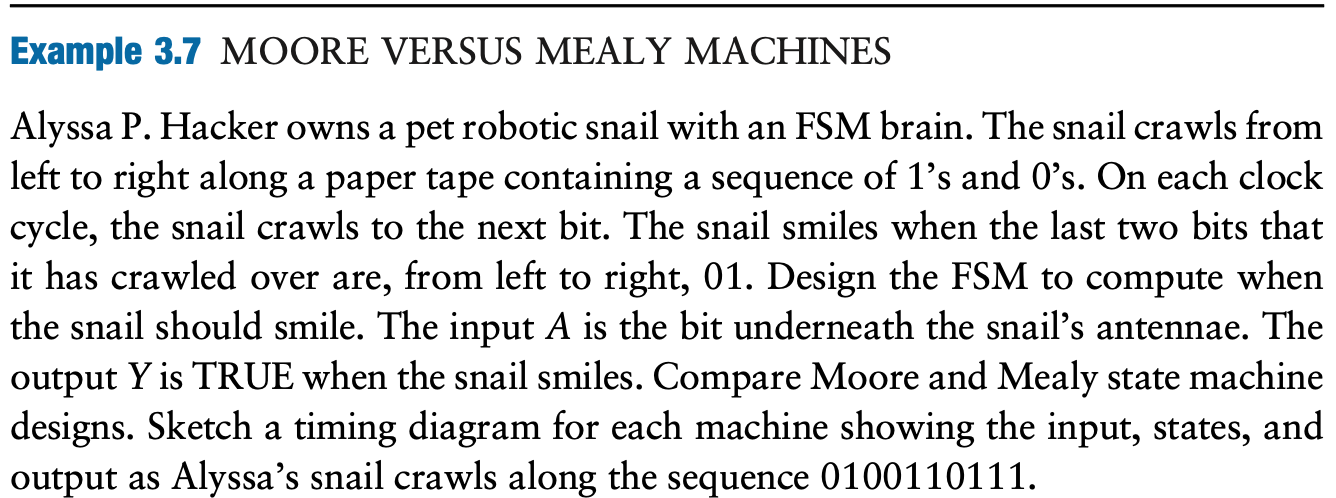 Example 3.7 MOORE VERSUS MEALY MACHINES
Alyssa P. Hacker owns a pet robotic snail with an FSM brain. The snail crawls from
left to right along a paper tape containing a sequence of 1’s and 0’s. On each clock
cycle, the snail crawls to the next bit. The snail smiles when the last two bits that
it has crawled over are, from left to right, 01. Design the FSM to compute when
the snail should smile. The input A is the bit underneath the snail’s antennae. The
output Y is TRUE when the snail smiles. Compare Moore and Mealy state machine
designs. Sketch a timing diagram for each machine showing the input, states, and
output as Alyssa’s snail crawls along the sequence 0100110111.